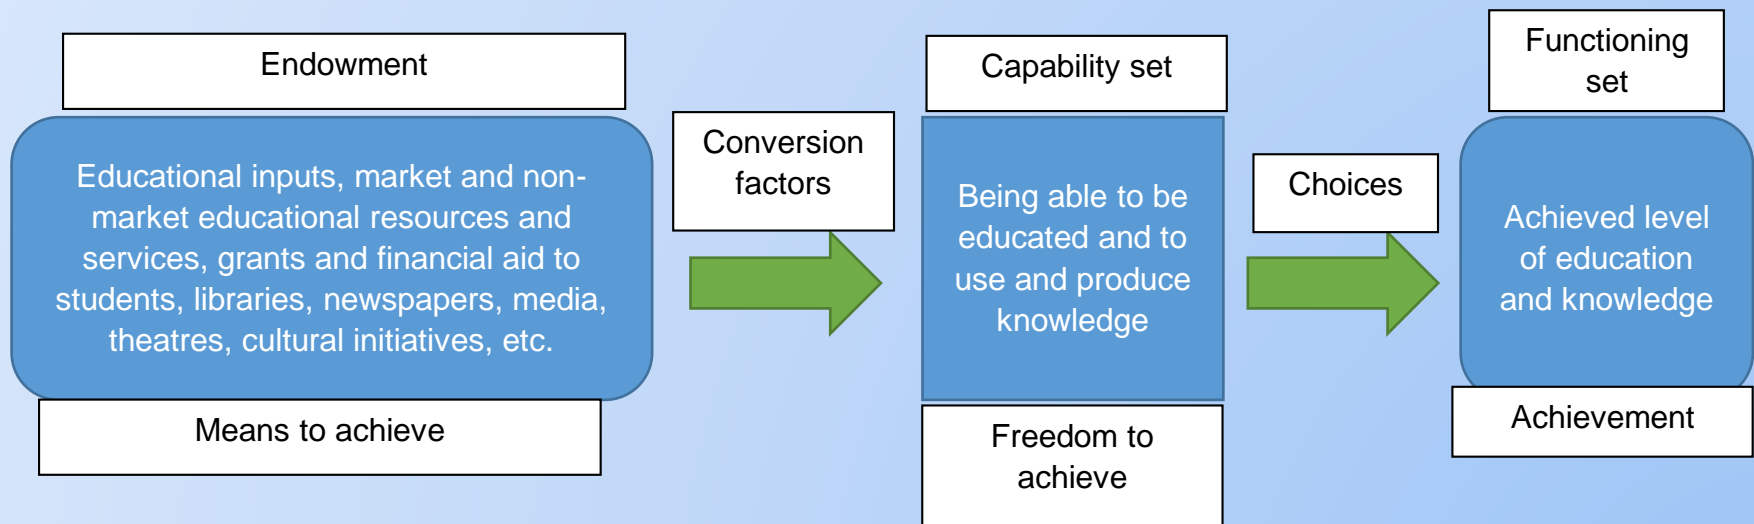 Endowment
Educational inputs, market and non-
market educational resources and
services, grants and financial aid to
students, libraries, newspapers, media,
theatres, cultural initiatives, etc.
Means to achieve
Conversion
factors
Capability set
Being able to be
educated and to
use and produce
knowledge
Freedom to
achieve
Choices
Functioning
set
Achieved level
of education
and knowledge
Achievement